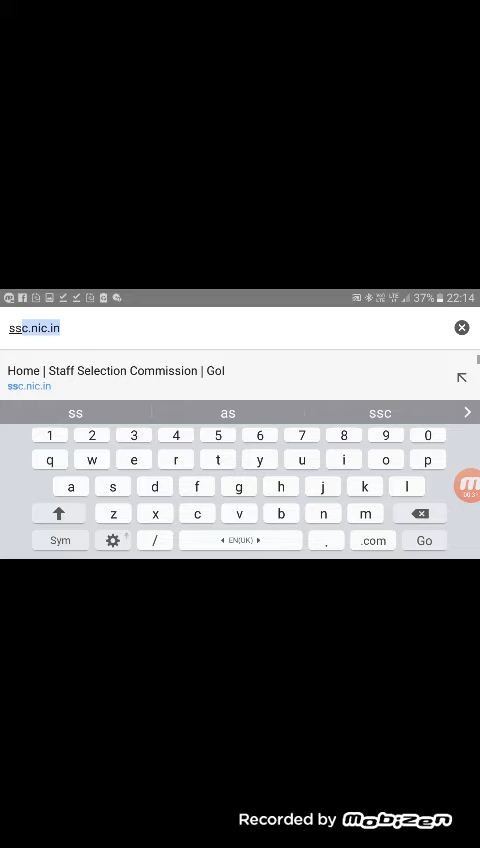 37% 22:14
ssc.nic.in
Home | Staff Selection Commission | GoI
ssc.nic.in
ss as ssc
1 2 3 4 5 6 7 8 9 0
q w e r t y u i o p
a s d f g h j k l
z x c v b n m
Sym / EN(UK) . .com Go
Recorded by Mobizen